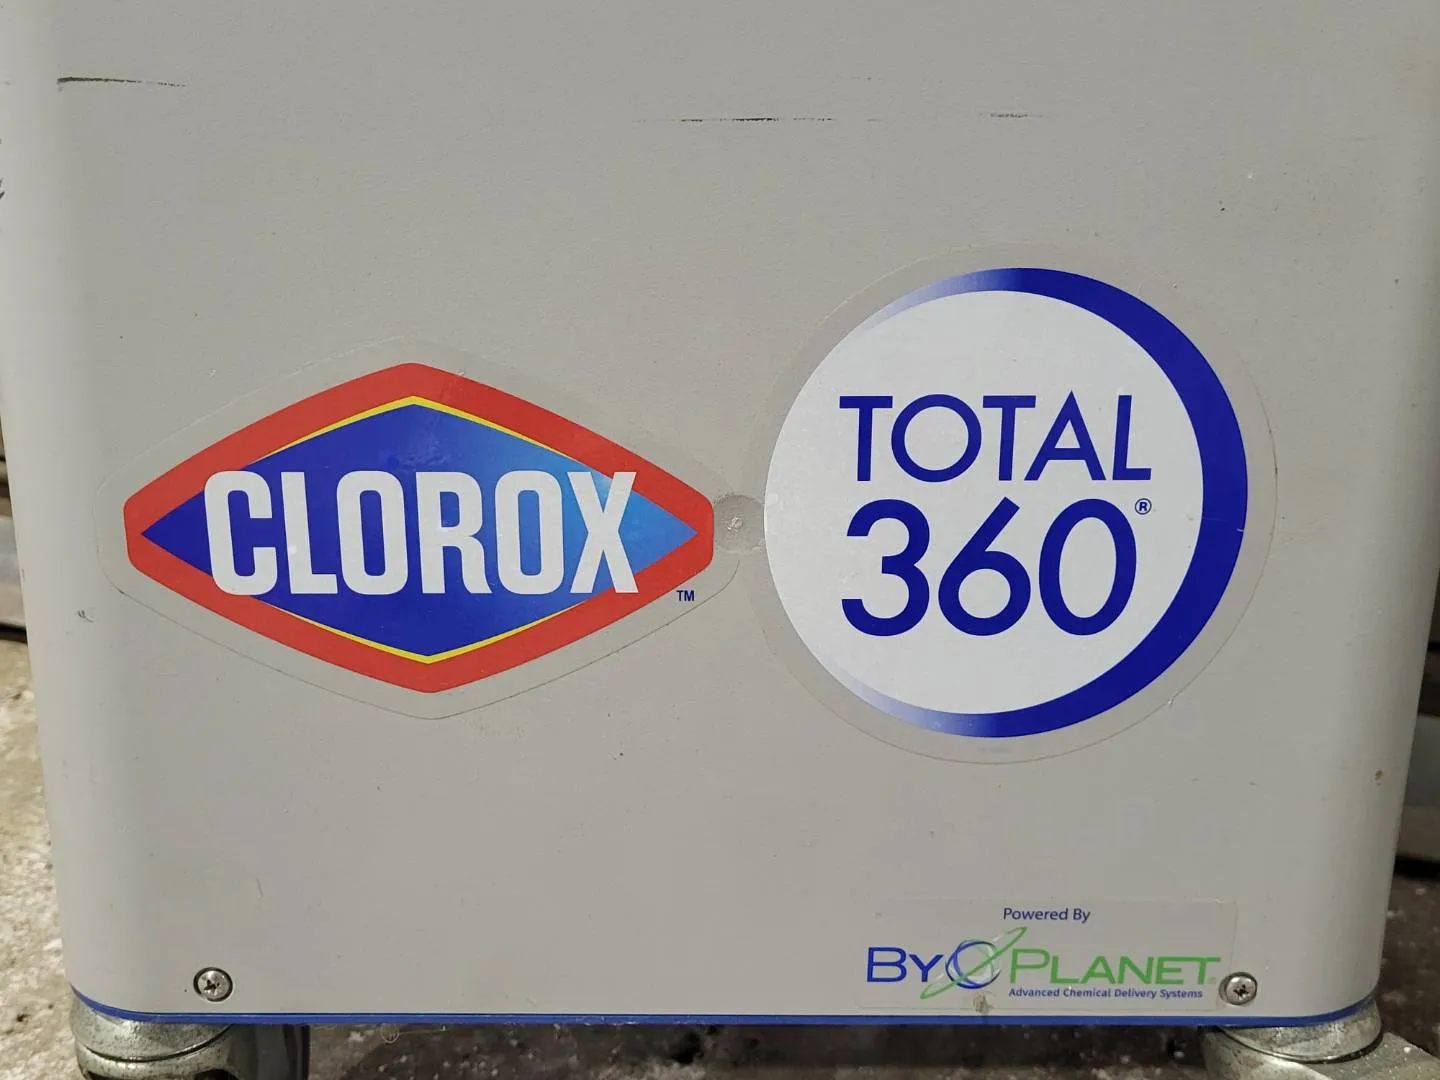 CLOROX
TM
TOTAL
360®
Powered By
BYOPLANET®
Advanced Chemical Delivery Systems